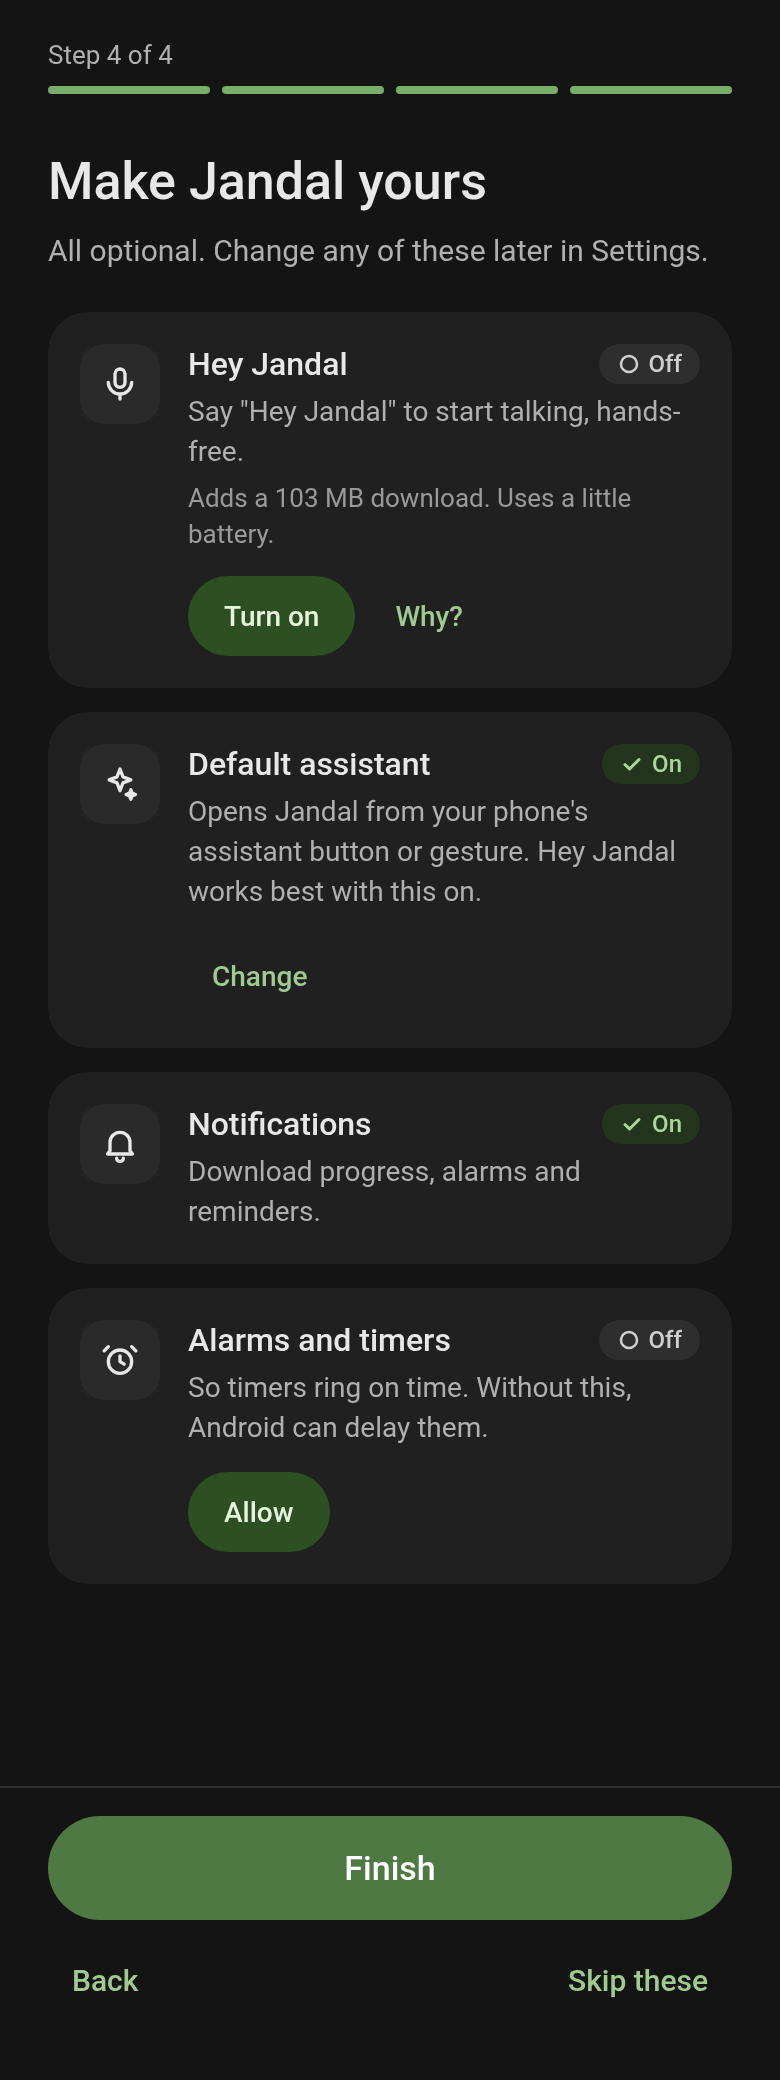 Step 4 of 4
Make Jandal yours
All optional. Change any of these later in Settings.
Hey Jandal
Off
Say "Hey Jandal" to start talking, hands-
free.
Adds a 103 MB download. Uses a little
battery.
Turn on
Why?
Default assistant
On
Opens Jandal from your phone's
assistant button or gesture. Hey Jandal
works best with this on.
Change
Notifications
On
Download progress, alarms and
reminders.
Alarms and timers
Off
So timers ring on time. Without this,
Android can delay them.
Allow
Finish
Back
Skip these